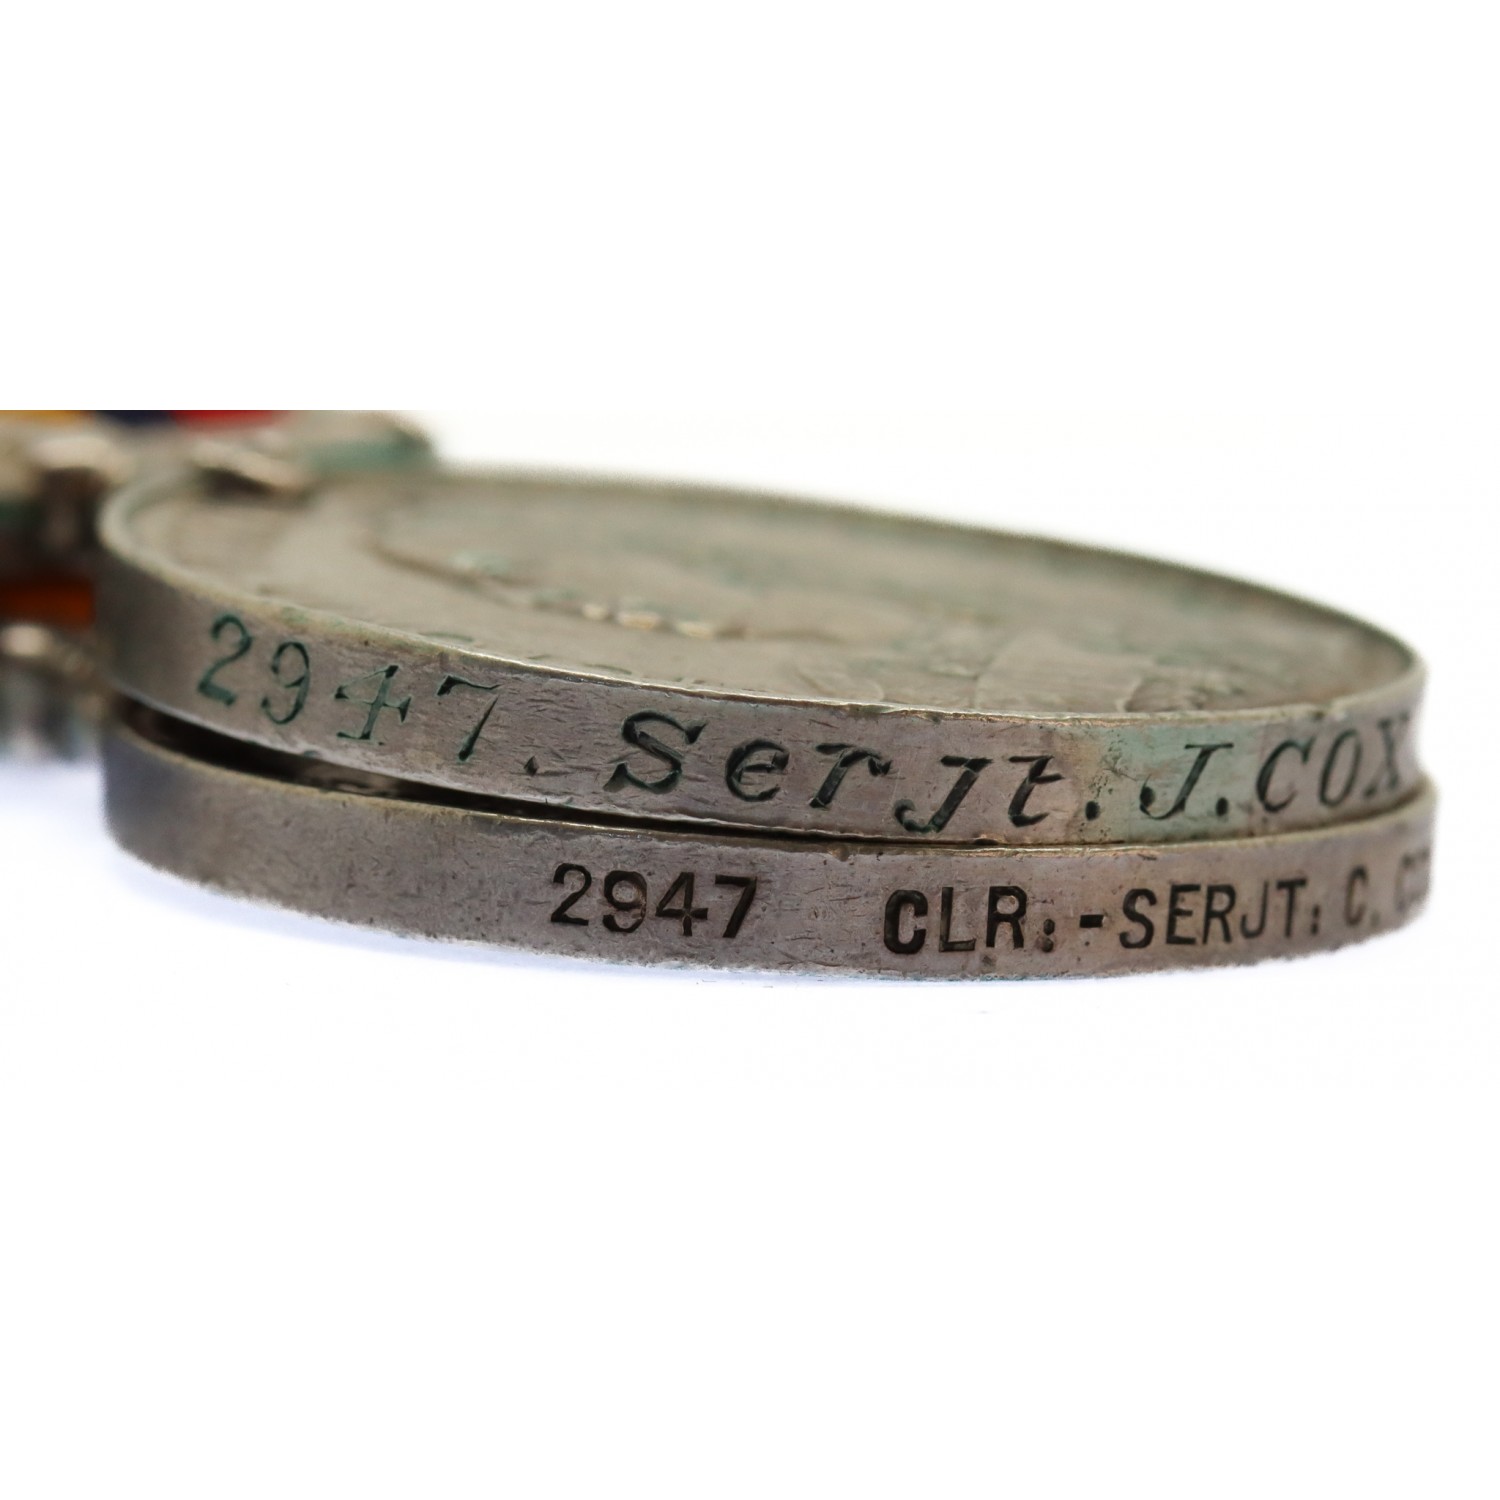 2947. Serjt. J. COX
2947 CLR:-SERJT: C.